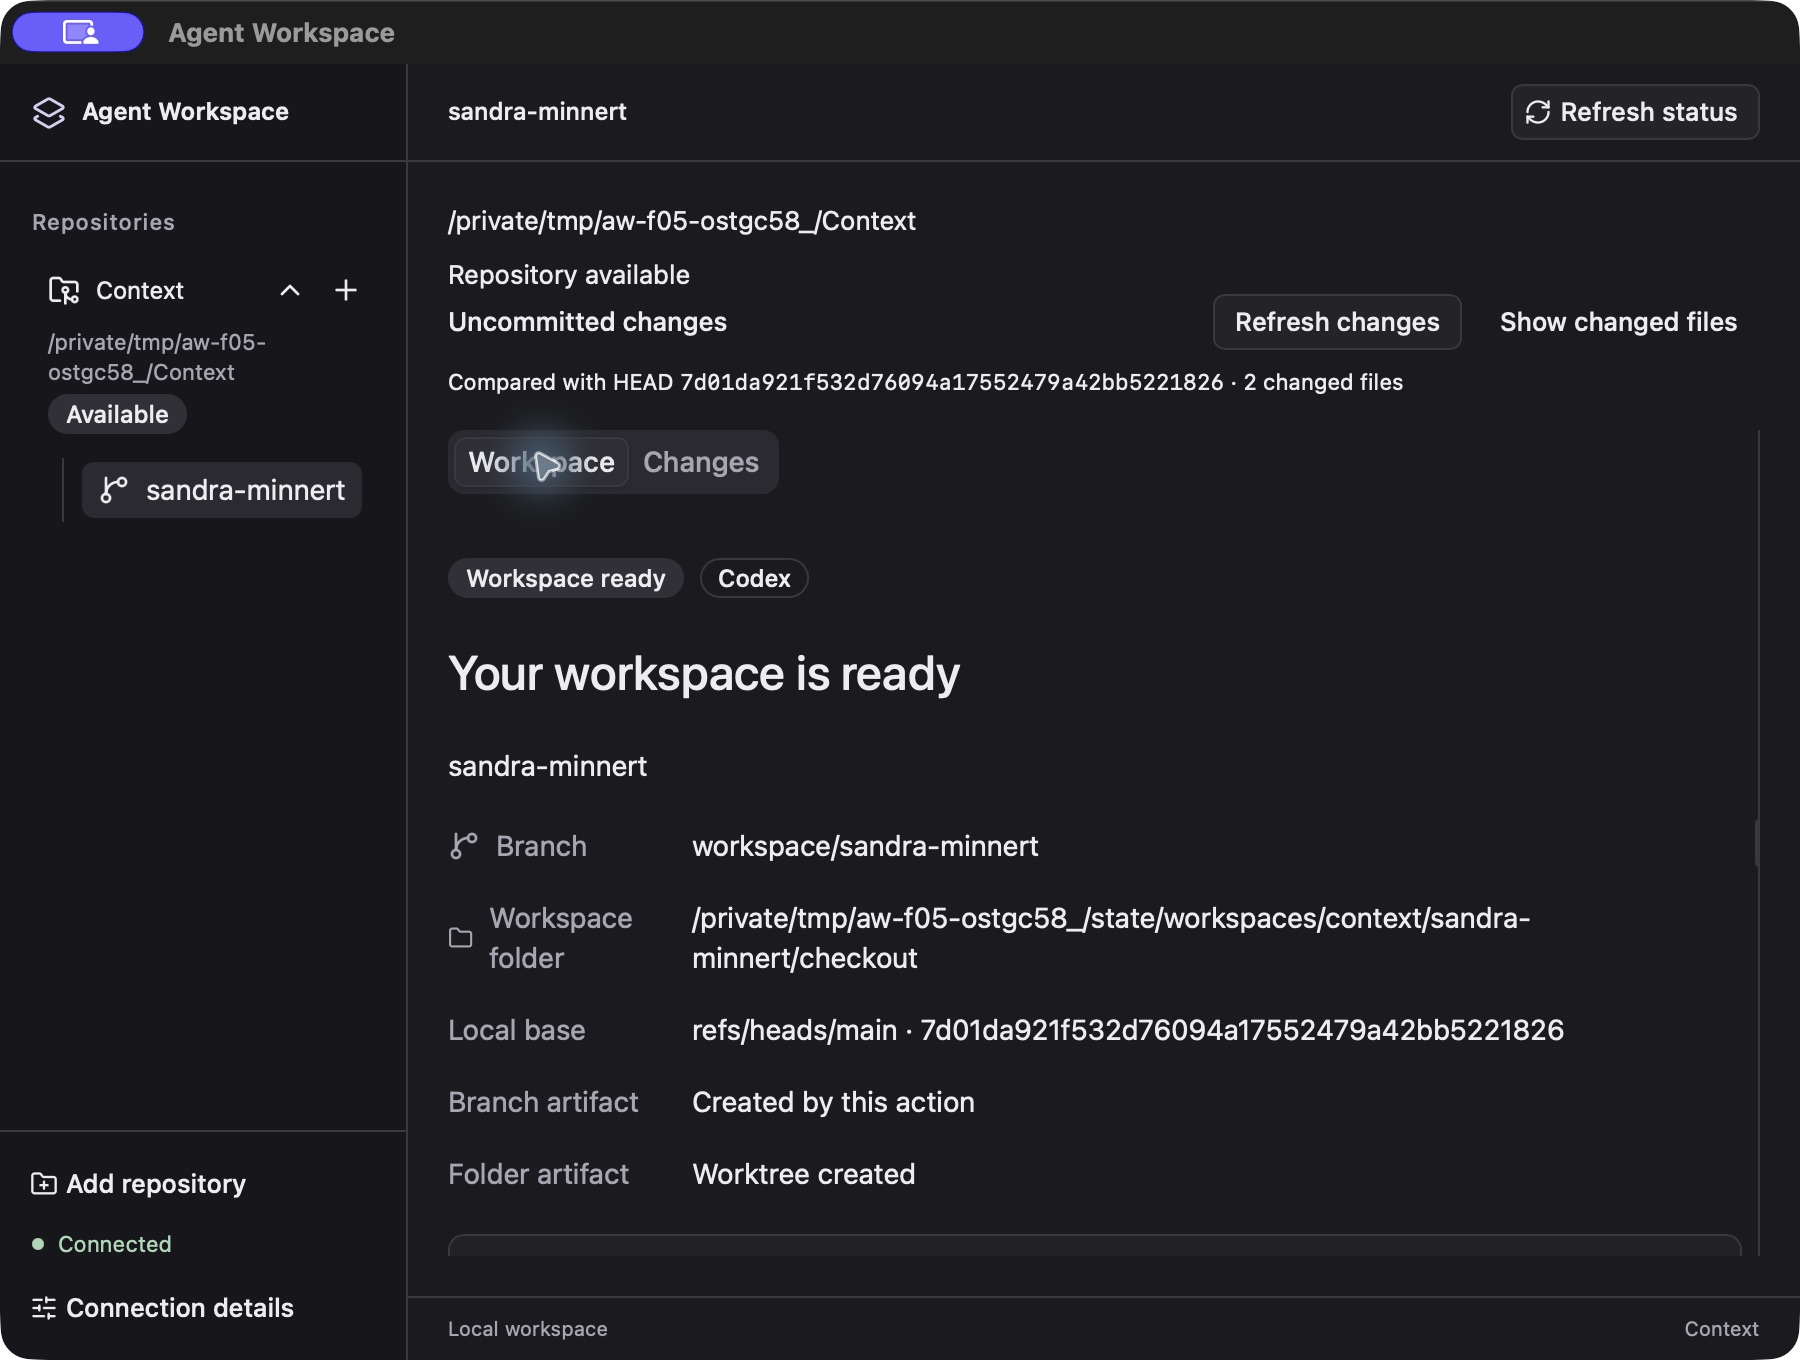 Agent Workspace
Agent Workspace
Repositories
Context
/private/tmp/aw-f05-
ostgc58_/Context
Available
sandra-minnert
Add repository
Connected
Connection details
sandra-minnert
Refresh status
/private/tmp/aw-f05-ostgc58_/Context
Repository available
Uncommitted changes
Refresh changes
Show changed files
Compared with HEAD 7d01da921f532d76094a17552479a42bb5221826 · 2 changed files
Workspace
Changes
Workspace ready
Codex
Your workspace is ready
sandra-minnert
Branch
workspace/sandra-minnert
Workspace
folder
/private/tmp/aw-f05-ostgc58_/state/workspaces/context/sandra-
minnert/checkout
Local base
refs/heads/main · 7d01da921f532d76094a17552479a42bb5221826
Branch artifact
Created by this action
Folder artifact
Worktree created
Local workspace
Context